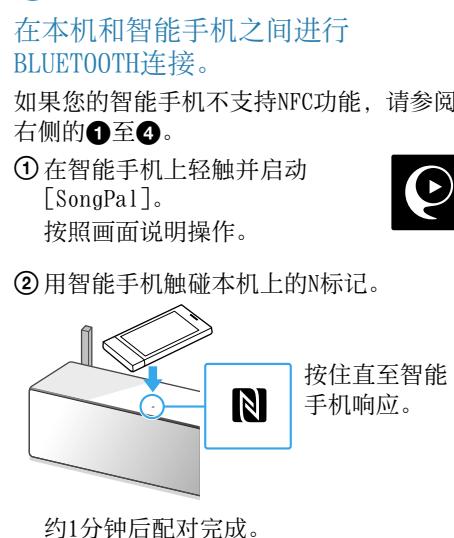 在本机和智能手机之间进行
BLUETOOTH连接。
如果您的智能手机不支持NFC功能，请参阅
右侧的❶至❹。
①在智能手机上轻触并启动
［SongPal］。
按照画面说明操作。
②用智能手机触碰本机上的N标记。
按住直至智能
手机响应。
约1分钟后配对完成。